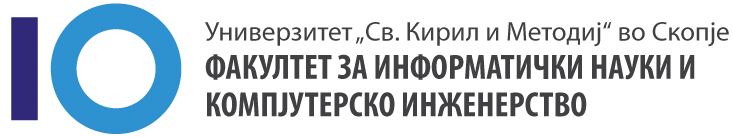 Универзитет „Св. Кирил и Методиј“ во Скопје
ФАКУЛТЕТ ЗА ИНФОРМАТИЧКИ НАУКИ И
КОМПЈУТЕРСКО ИНЖЕНЕРСТВО